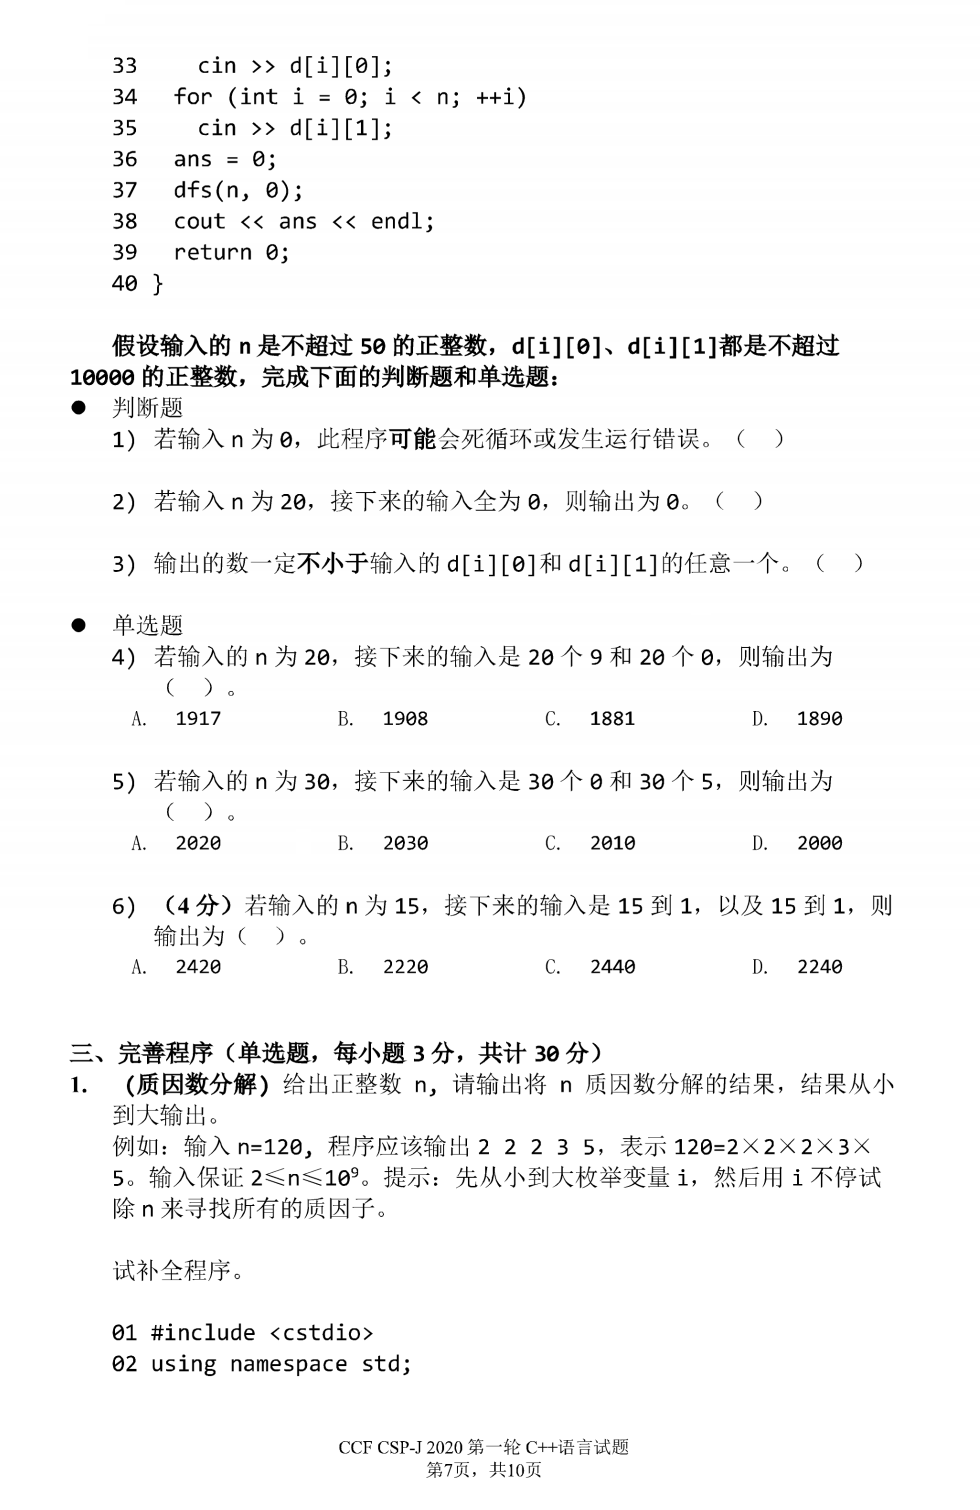 33     cin >> d[i][0];
34   for (int i = 0; i < n; ++i)
35     cin >> d[i][1];
36   ans = 0;
37   dfs(n, 0);
38   cout << ans << endl;
39   return 0;
40 }
假设输入的 n 是不超过 50 的正整数，d[i][0]、d[i][1]都是不超过
10000 的正整数，完成下面的判断题和单选题：
● 判断题
1) 若输入 n 为 0，此程序可能会死循环或发生运行错误。（ ）
2) 若输入 n 为 20，接下来的输入全为 0，则输出为 0。（ ）
3) 输出的数一定不小于输入的 d[i][0]和 d[i][1]的任意一个。（ ）
● 单选题
4) 若输入的 n 为 20，接下来的输入是 20 个 9 和 20 个 0，则输出为
（ ）。
A. 1917 B. 1908 C. 1881 D. 1890
5) 若输入的 n 为 30，接下来的输入是 30 个 0 和 30 个 5，则输出为
（ ）。
A. 2020 B. 2030 C. 2010 D. 2000
6) （4 分）若输入的 n 为 15，接下来的输入是 15 到 1，以及 15 到 1，则
输出为（ ）。
A. 2420 B. 2220 C. 2440 D. 2240
三、完善程序（单选题，每小题 3 分，共计 30 分）
1. (质因数分解) 给出正整数 n, 请输出将 n 质因数分解的结果，结果从小
到大输出。
例如：输入 n=120, 程序应该输出 2 2 2 3 5，表示 120=2×2×2×3×
5。输入保证 2≤n≤10⁹。提示：先从小到大枚举变量 i，然后用 i 不停试
除 n 来寻找所有的质因子。
试补全程序。
01 #include <cstdio>
02 using namespace std;
CCF CSP-J 2020 第一轮 C++语言试题
第7页，共10页